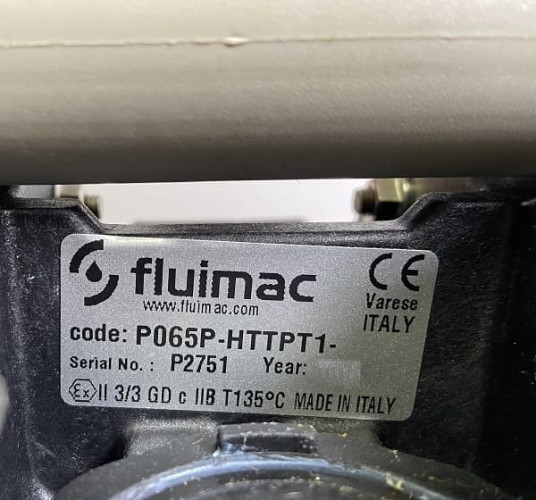 fluimac CE
www.fluimac.com Varese
ITALY
code: P065P-HTTPT1-
Serial No. : P2751 Year:
Ex II 3/3 GD c IIB T135°C MADE IN ITALY